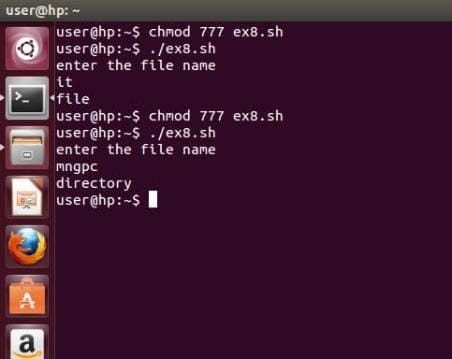 user@hp: ~
user@hp:~$ chmod 777 ex8.sh
user@hp:~$ ./ex8.sh
enter the file name
it
file
user@hp:~$ chmod 777 ex8.sh
user@hp:~$ ./ex8.sh
enter the file name
mngpc
directory
user@hp:~$